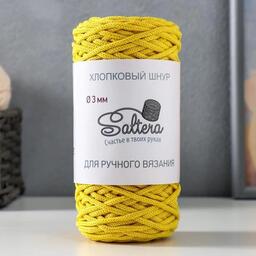 ХЛОПКОВЫЙ ШНУР
Ø 3 мм
Saltera
Счастье в твоих руках
ДЛЯ РУЧНОГО ВЯЗАНИЯ